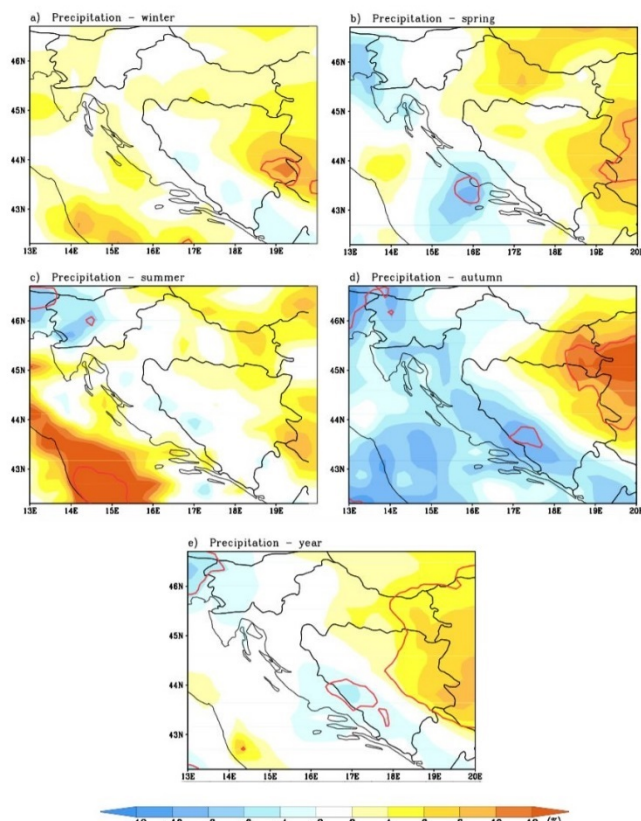 a) Precipitation – winter
46N
45N
44N
43N
13E 14E 15E 16E 17E 18E 19E
b) Precipitation – spring
46N
45N
44N
43N
13E 14E 15E 16E 17E 18E 19E 20E
c) Precipitation – summer
46N
45N
44N
43N
13E 14E 15E 16E 17E 18E 19E
d) Precipitation – autumn
46N
45N
44N
43N
13E 14E 15E 16E 17E 18E 19E 20E
e) Precipitation – year
46N
45N
44N
43N
13E 14E 15E 16E 17E 18E 19E 20E
(%)